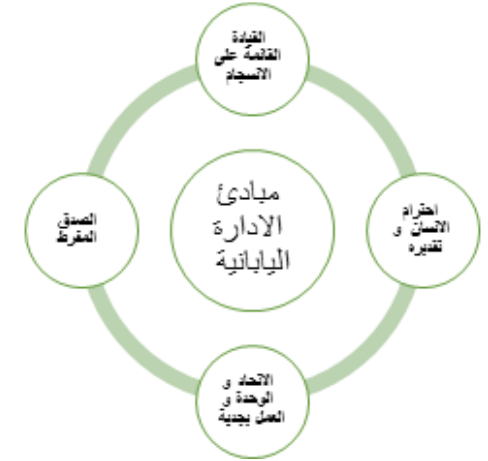 القيادة
القائمة على
الانسجام
مبادئ
الادارة
اليابانية
احترام
الانسان و
تقديره
الصدق
المفرط
الاتحاد و
الوحدة و
العمل بجدية